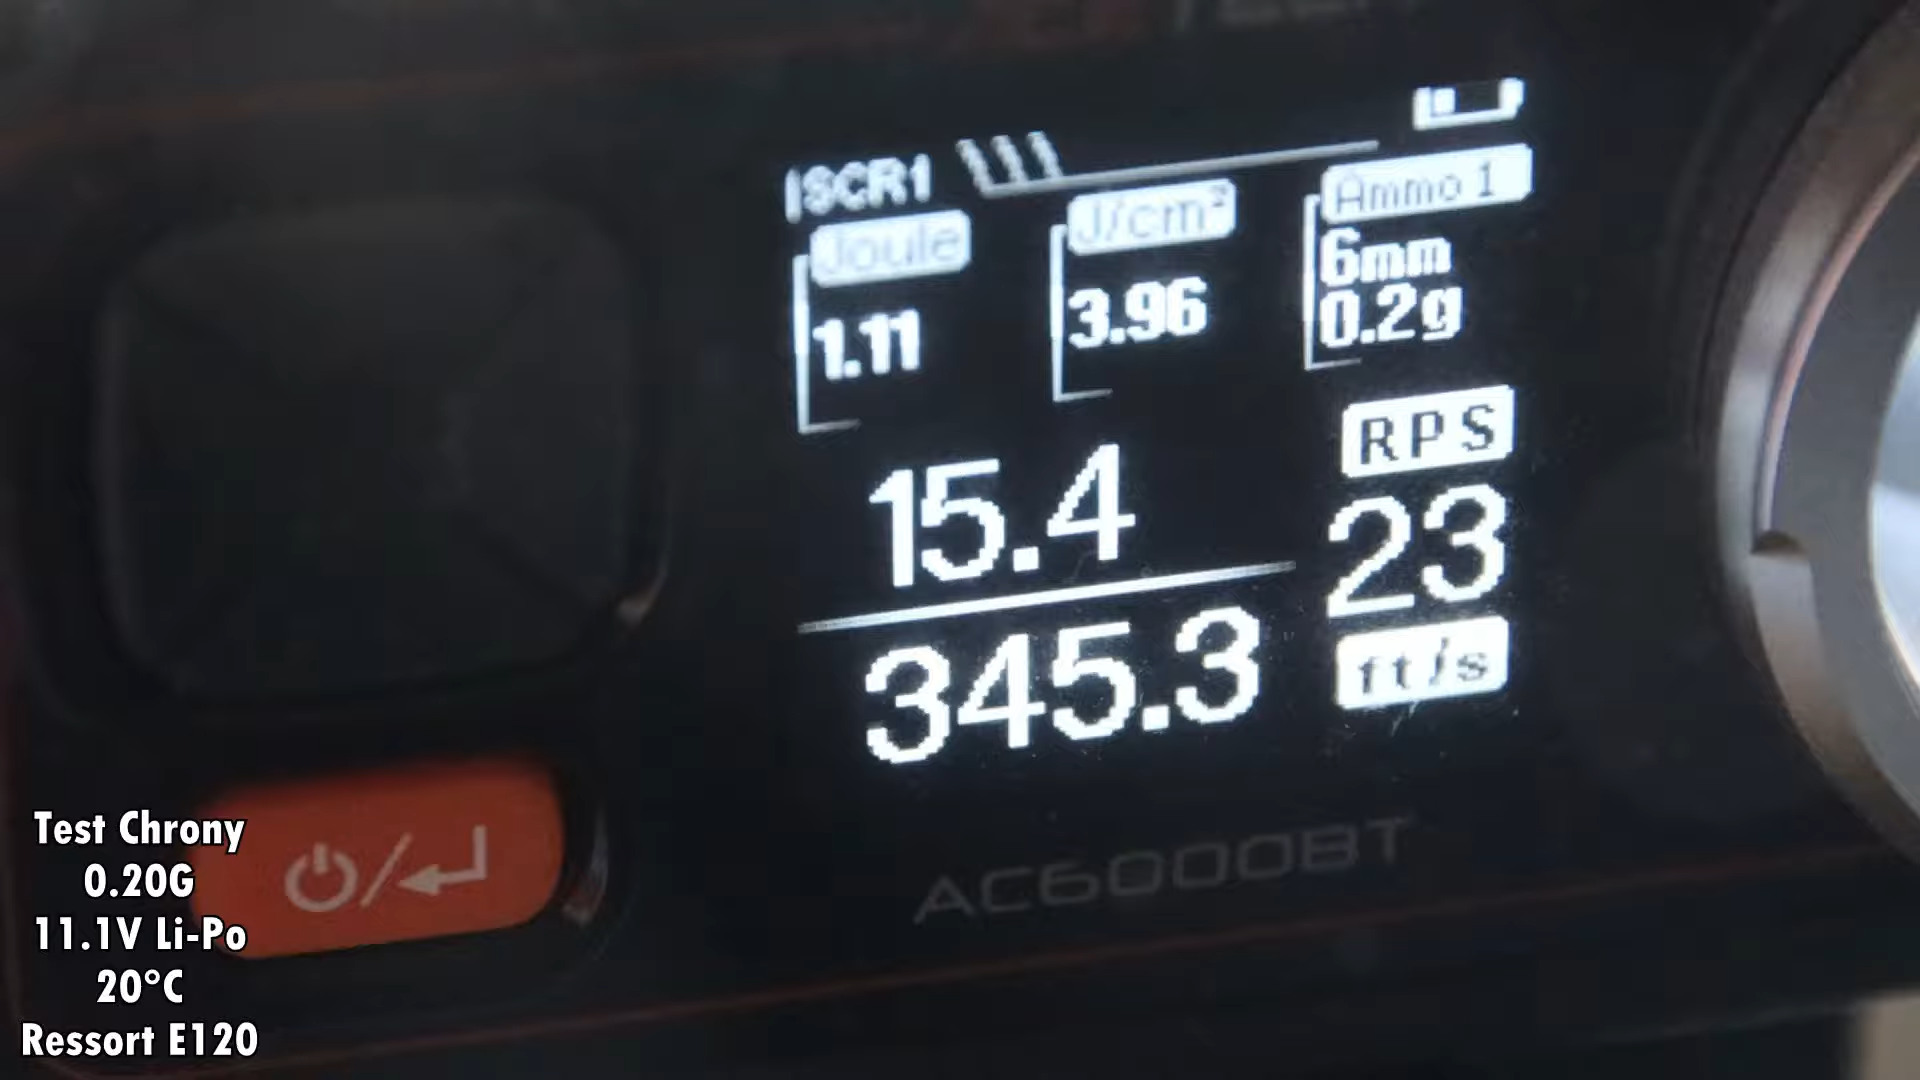 SCR1
Joule
J/cm²
Ammo 1
1.11
3.96
6mm
0.2g
15.4
RPS
23
345.3
ft/s
AC6000BT
Test Chrony
0.20G
11.1V Li-Po
20°C
Ressort E120